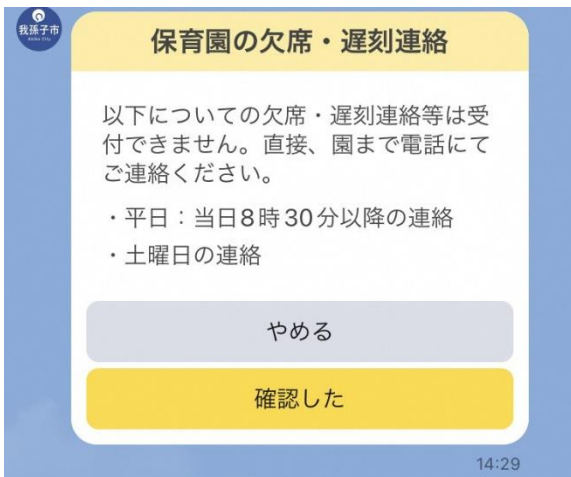 我孫子市
Abiko City
保育園の欠席・遅刻連絡
以下についての欠席・遅刻連絡等は受
付できません。直接、園まで電話にて
ご連絡ください。
・平日：当日8時30分以降の連絡
・土曜日の連絡
やめる
確認した
14:29